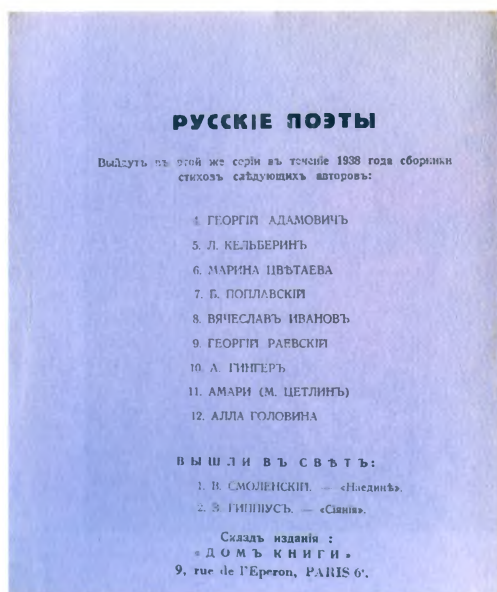 РУССКІЕ ПОЭТЫ
Выйдутъ въ этой же серіи въ теченіе 1938 года сборники
стиховъ слѣдующихъ авторовъ:
4. ГЕОРГІЙ АДАМОВИЧЪ
5. Л. КЕЛЬБЕРИНЪ
6. МАРИНА ЦВѢТАЕВА
7. Б. ПОПЛАВСКІЙ
8. ВЯЧЕСЛАВЪ ИВАНОВЪ
9. ГЕОРГІЙ РАЕВСКІЙ
10. А. ГИНГЕРЪ
11. АМАРИ (М. ЦЕТЛИНЪ)
12. АЛЛА ГОЛОВИНА
ВЫШЛИ ВЪ СВѢТЪ:
1. В. СМОЛЕНСКІЙ. — «Наединѣ».
2. З. ГИППІУСЪ. — «Сіянія».
Складъ изданія :
«ДОМЪ КНИГИ»
9, rue de l'Eperon, PARIS 6ᵉ.